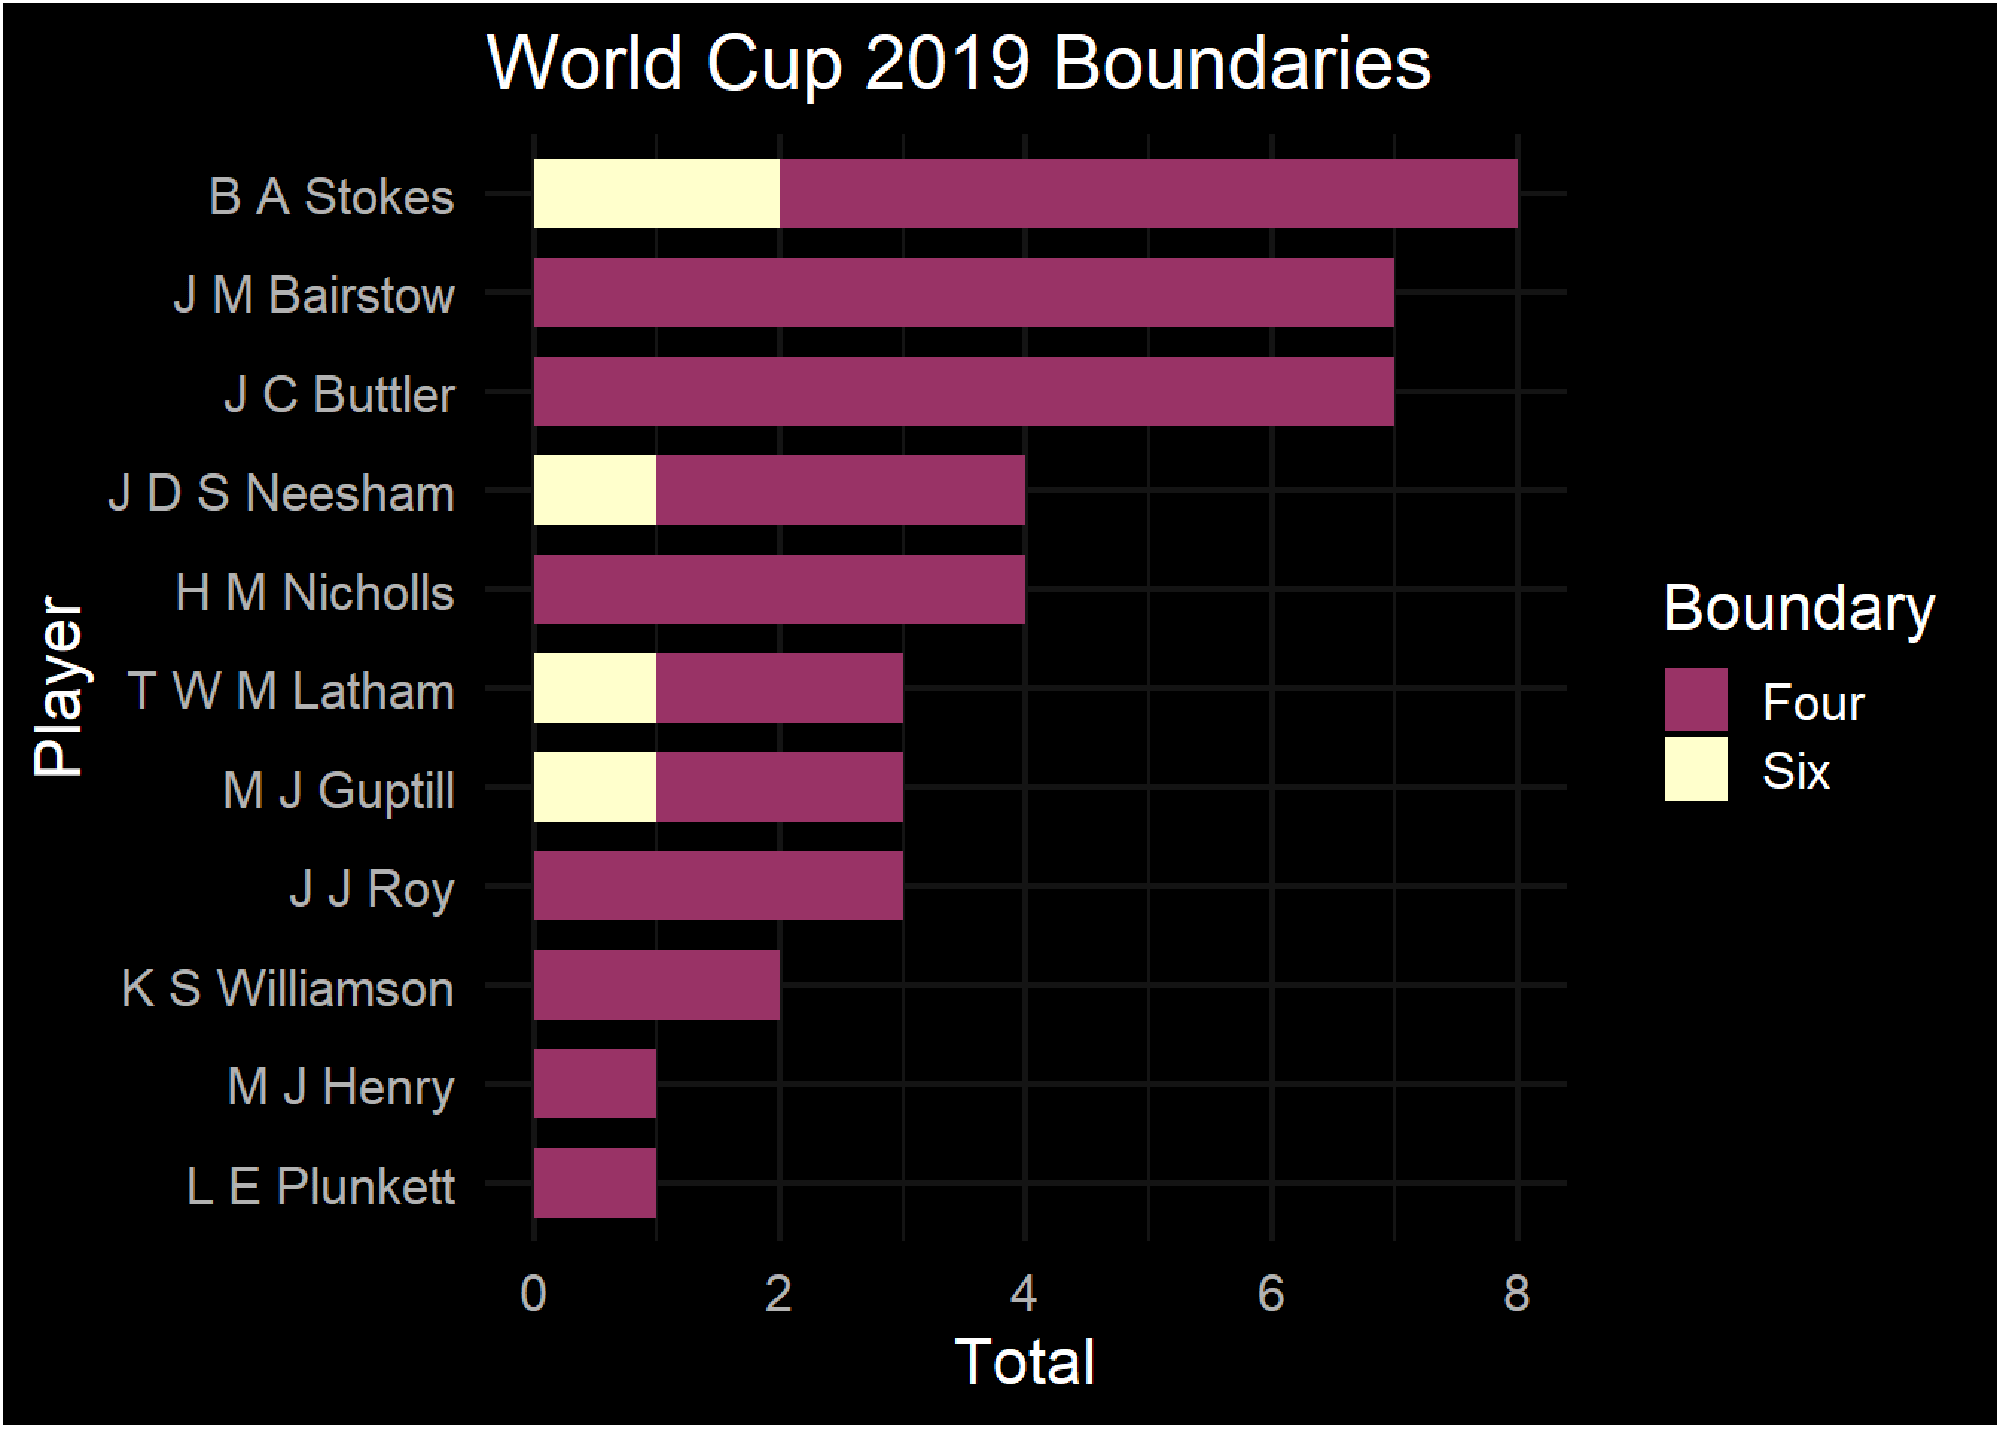 World Cup 2019 Boundaries
Player
B A Stokes
J M Bairstow
J C Buttler
J D S Neesham
H M Nicholls
T W M Latham
M J Guptill
J J Roy
K S Williamson
M J Henry
L E Plunkett
0 2 4 6 8
Total
Boundary
Four
Six